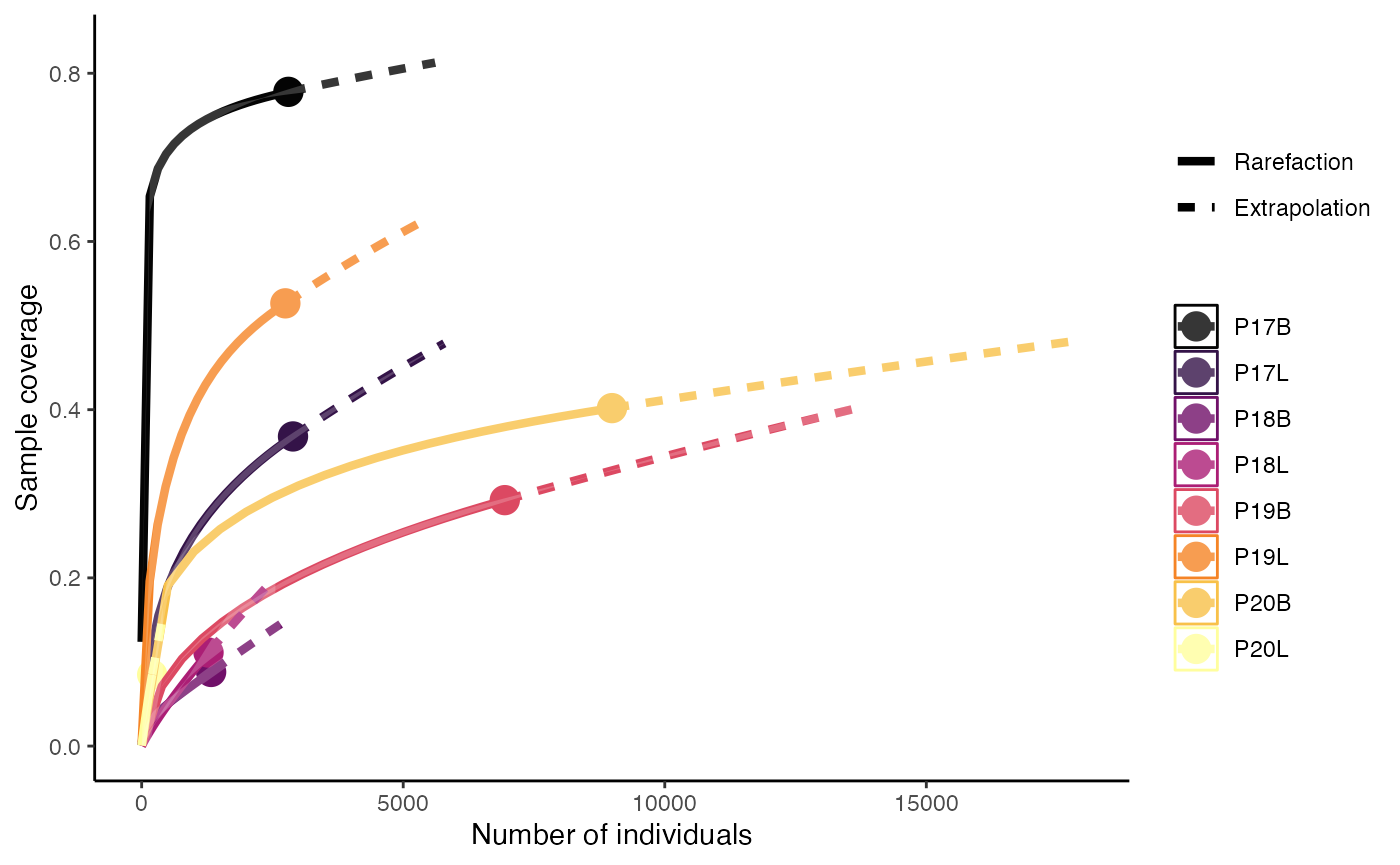 0.8
0.6
0.4
0.2
0.0
Sample coverage
0
5000
10000
15000
Number of individuals
Rarefaction
Extrapolation
P17B
P17L
P18B
P18L
P19B
P19L
P20B
P20L